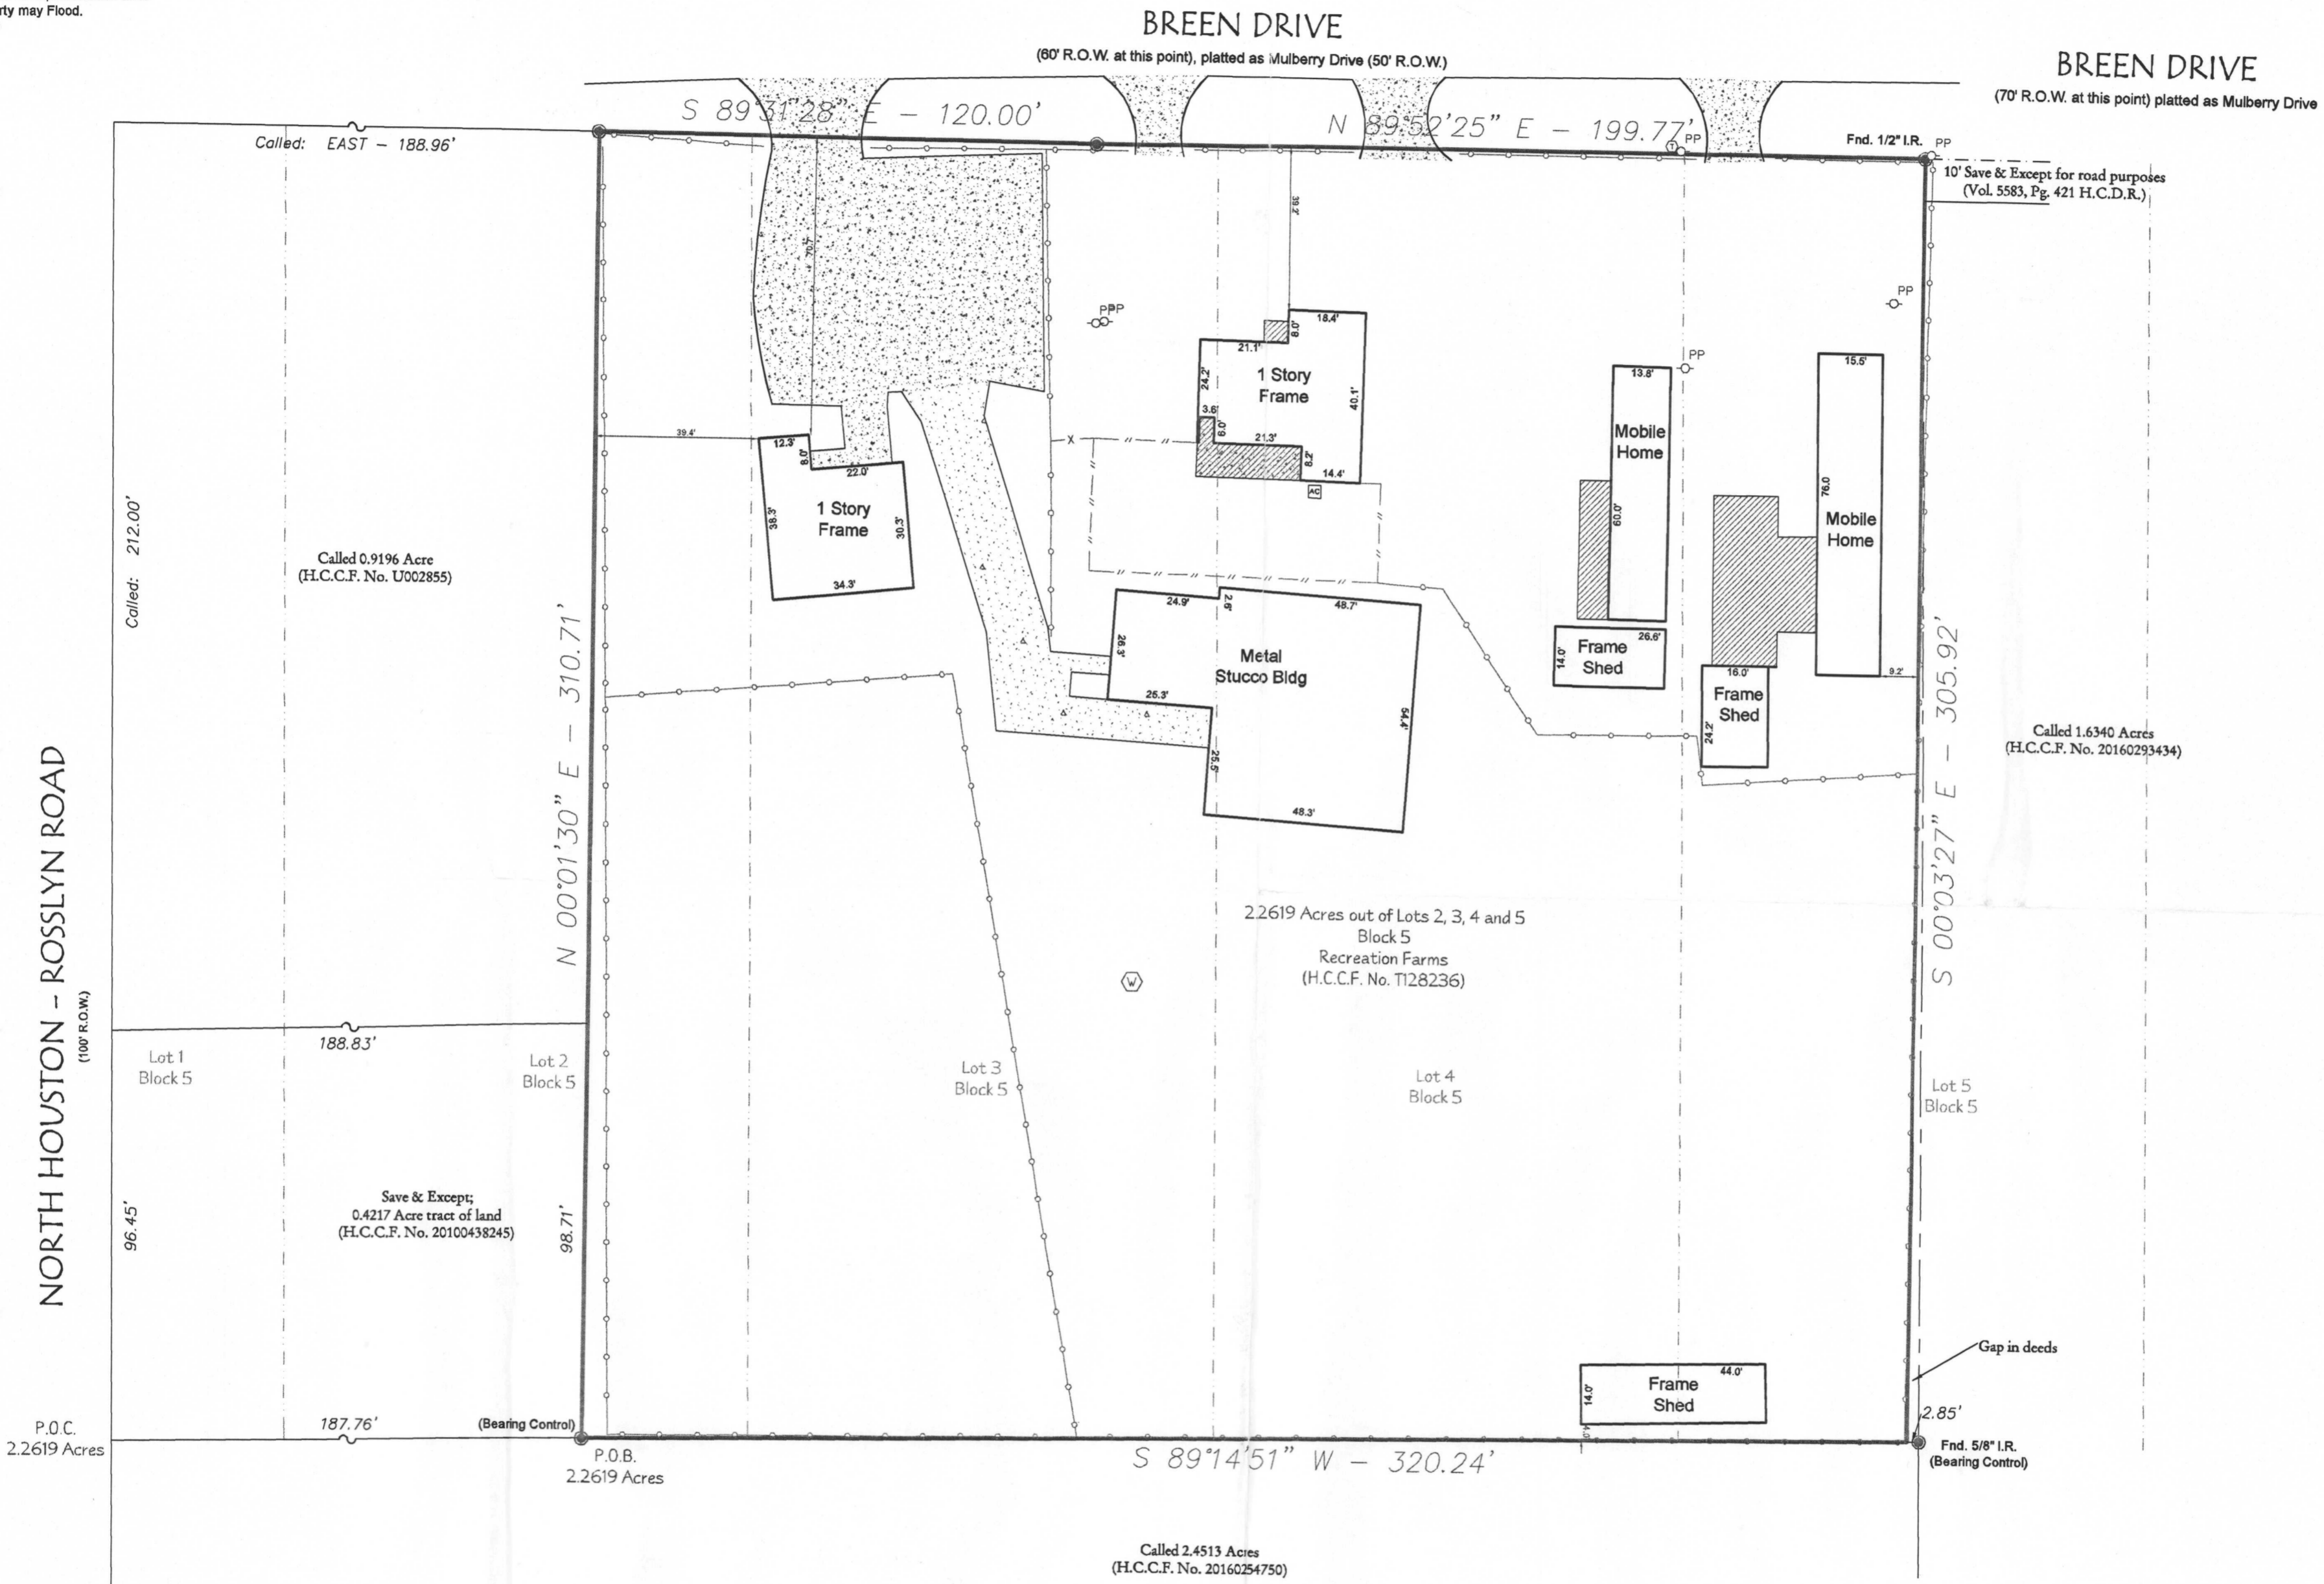 rty may Flood.
BREEN DRIVE
(60' R.O.W. at this point), platted as Mulberry Drive (50' R.O.W.)
BREEN DRIVE
(70' R.O.W. at this point) platted as Mulberry Drive
S 89°31'28" E - 120.00'
N 89°52'25" E - 199.77'
T
PP
Fnd. 1/2" I.R.
PP
Called: EAST - 188.96'
10' Save & Except for road purposes
(Vol. 5583, Pg. 421 H.C.D.R.)
70.7'
39.2'
PP
PP
PP
18.4'
8.0'
21.1'
24.2'
1 Story
Frame
40.1'
3.6'
6.0'
21.3'
8.2'
14.4'
AC
X
PP
13.8'
Mobile
Home
60.0'
15.5'
76.0
Mobile
Home
9.2'
39.4'
12.3'
8.0'
22.0'
38.3'
1 Story
Frame
30.3'
34.3'
Called: 212.00'
Called 0.9196 Acre
(H.C.C.F. No. U002855)
N 00°01'30" E - 310.71'
24.9'
2.6'
48.7'
26.3'
Metal
Stucco Bldg
25.3'
54.4'
25.5'
48.3'
26.6'
14.0'
Frame
Shed
16.0'
Frame
Shed
24.2'
S 00°03'27" E - 305.92'
Called 1.6340 Acres
(H.C.C.F. No. 20160293434)
NORTH HOUSTON - ROSSLYN ROAD
(100' R.O.W.)
2.2619 Acres out of Lots 2, 3, 4 and 5
Block 5
Recreation Farms
(H.C.C.F. No. T128236)
W
188.83'
Lot 1
Block 5
Lot 2
Block 5
Lot 3
Block 5
Lot 4
Block 5
Lot 5
Block 5
96.45'
Save & Except;
0.4217 Acre tract of land
(H.C.C.F. No. 20100438245)
98.71'
Gap in deeds
44.0'
14.0'
Frame
Shed
2.85'
P.O.C.
2.2619 Acres
187.76'
(Bearing Control)
P.O.B.
2.2619 Acres
S 89°14'51" W - 320.24'
Fnd. 5/8" I.R.
(Bearing Control)
Called 2.4513 Acres
(H.C.C.F. No. 20160254750)